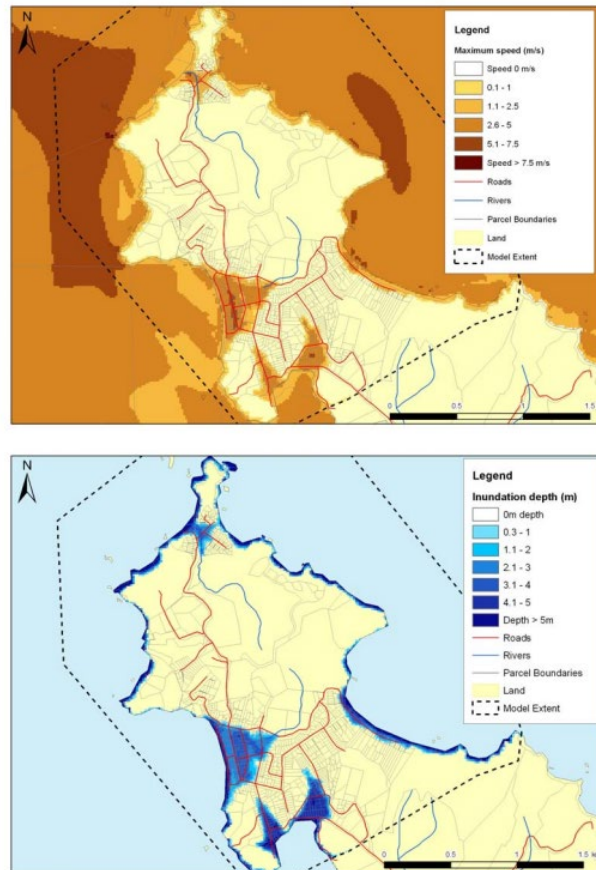 N
Legend
Maximum speed (m/s)
Speed 0 m/s
0.1 - 1
1.1 - 2.5
2.6 - 5
5.1 - 7.5
Speed > 7.5 m/s
Roads
Rivers
Parcel Boundaries
Land
Model Extent
0 0.5 1 1.5
N
Legend
Inundation depth (m)
0m depth
0.3 - 1
1.1 - 2
2.1 - 3
3.1 - 4
4.1 - 5
Depth > 5m
Roads
Rivers
Parcel Boundaries
Land
Model Extent
0 0.5 1 1.5